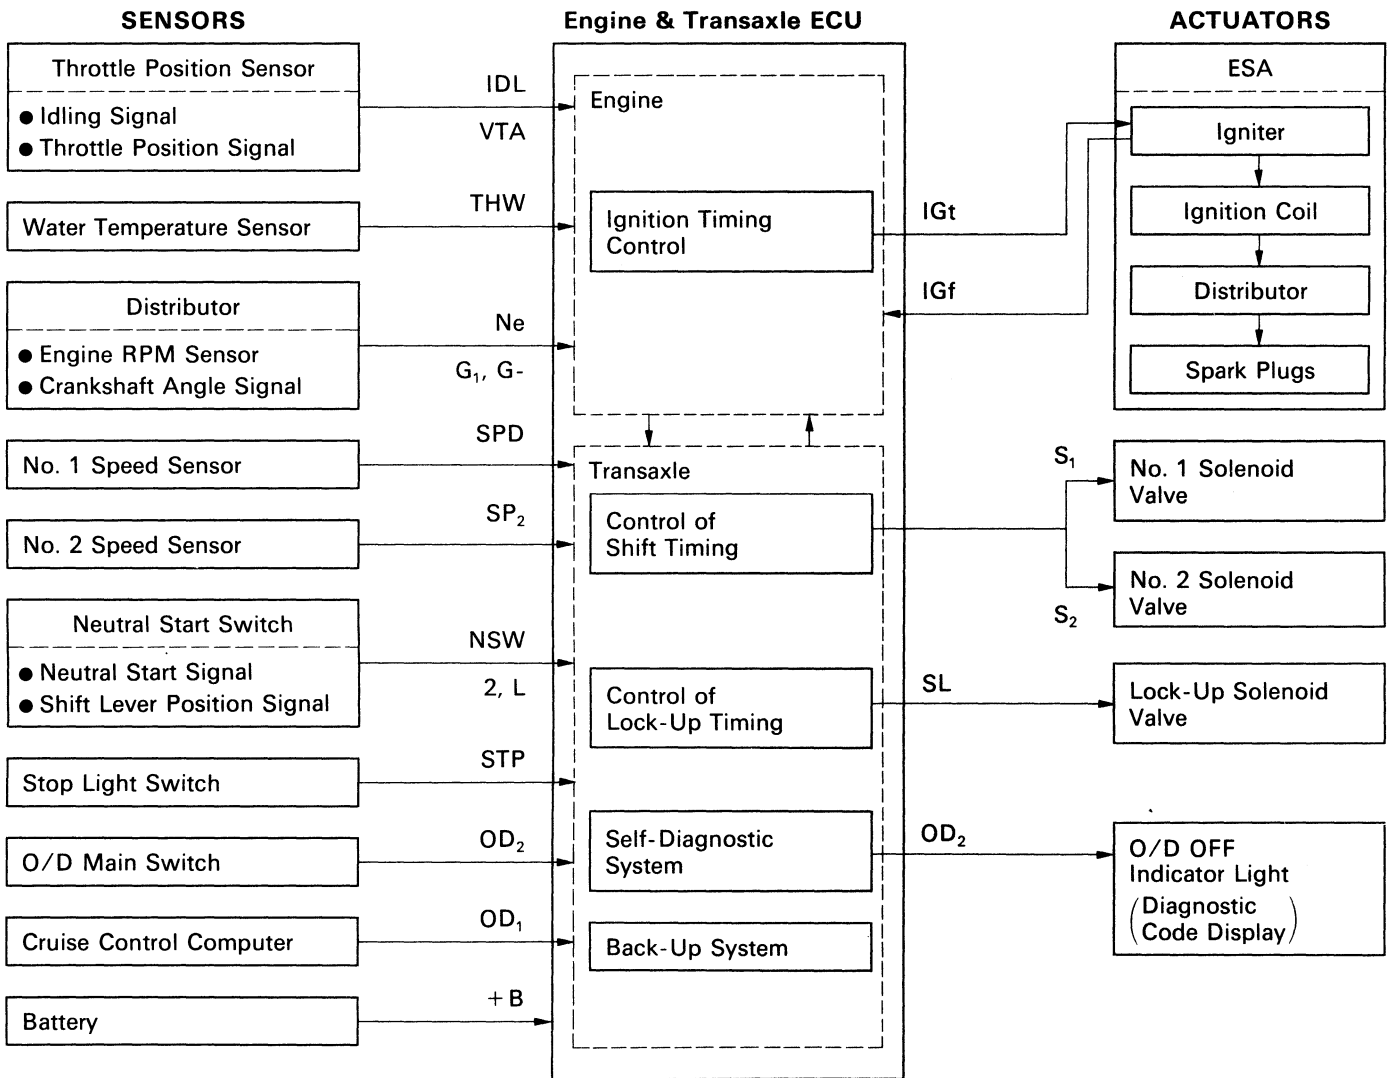 SENSORS
Throttle Position Sensor
● Idling Signal
● Throttle Position Signal
Water Temperature Sensor
Distributor
● Engine RPM Sensor
● Crankshaft Angle Signal
No. 1 Speed Sensor
No. 2 Speed Sensor
Neutral Start Switch
● Neutral Start Signal
● Shift Lever Position Signal
Stop Light Switch
O/D Main Switch
Cruise Control Computer
Battery
IDL
VTA
THW
Ne
G₁, G-
SPD
SP₂
NSW
2, L
STP
OD₂
OD₁
+B
Engine & Transaxle ECU
Engine
Ignition Timing
Control
Transaxle
Control of
Shift Timing
Control of
Lock-Up Timing
Self-Diagnostic
System
Back-Up System
IGt
IGf
S₁
S₂
SL
OD₂
ACTUATORS
ESA
Igniter
Ignition Coil
Distributor
Spark Plugs
No. 1 Solenoid
Valve
No. 2 Solenoid
Valve
Lock-Up Solenoid
Valve
O/D OFF
Indicator Light
(Diagnostic
Code Display)